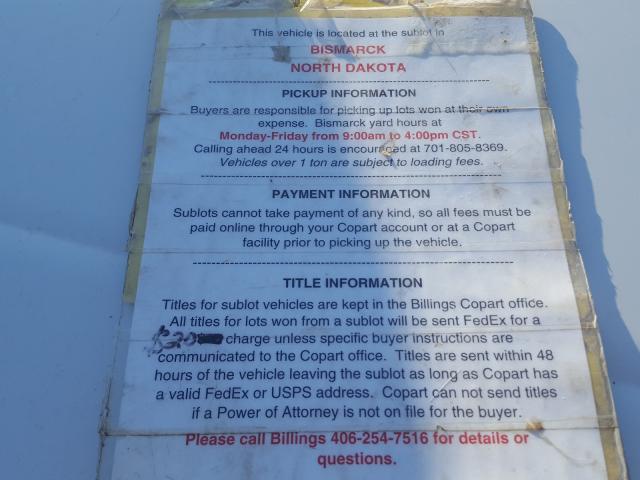 This vehicle is located at the sublot in
BISMARCK
NORTH DAKOTA
PICKUP INFORMATION
Buyers are responsible for picking up lots won at their own
expense. Bismarck yard hours at
Monday-Friday from 9:00am to 4:00pm CST.
Calling ahead 24 hours is encouraged at 701-805-8369.
Vehicles over 1 ton are subject to loading fees.
PAYMENT INFORMATION
Sublots cannot take payment of any kind, so all fees must be
paid online through your Copart account or at a Copart
facility prior to picking up the vehicle.
TITLE INFORMATION
Titles for sublot vehicles are kept in the Billings Copart office.
All titles for lots won from a sublot will be sent FedEx for a
$20 charge unless specific buyer instructions are
communicated to the Copart office. Titles are sent within 48
hours of the vehicle leaving the sublot as long as Copart has
a valid FedEx or USPS address. Copart can not send titles
if a Power of Attorney is not on file for the buyer.
Please call Billings 406-254-7516 for details or
questions.